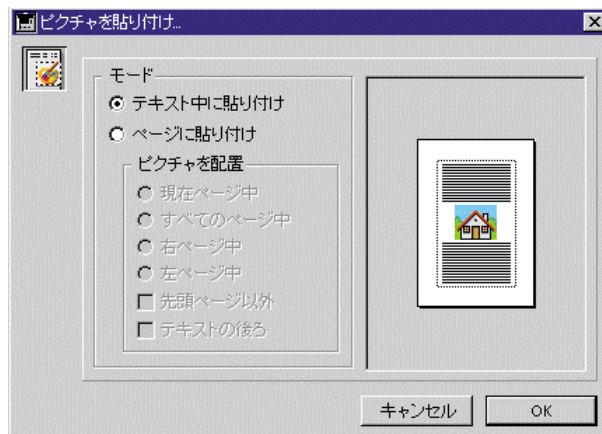 ピクチャを貼り付け...
モード
テキスト中に貼り付け
ページに貼り付け
ピクチャを配置
現在ページ中
すべてのページ中
右ページ中
左ページ中
先頭ページ以外
テキストの後ろ
キャンセル
OK